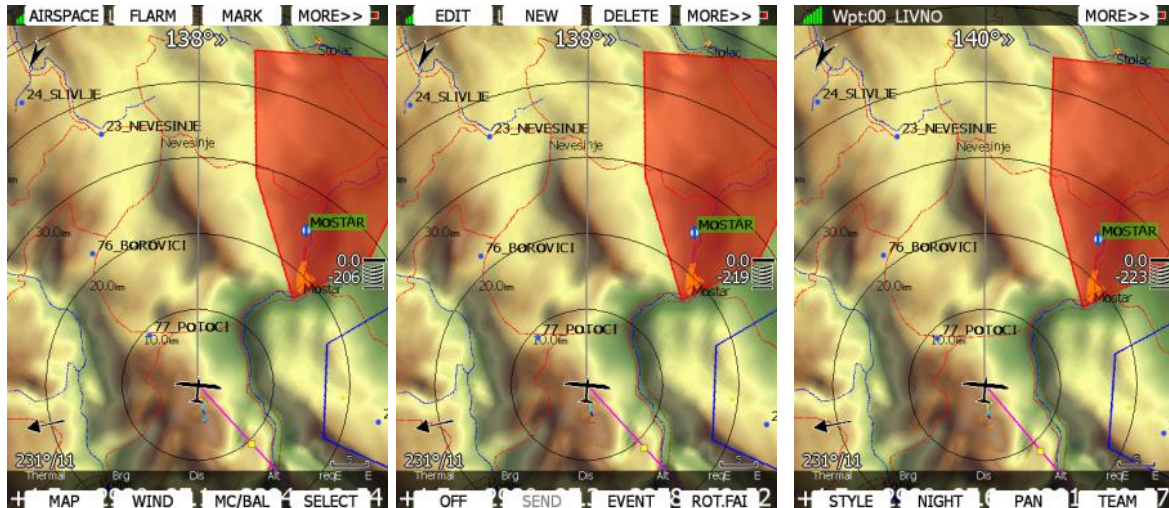 AIRSPACE FLARM MARK MORE>>
138°»
Stolac
24_SLIVLJE
23_NEVESINJE
Nevesinje
MOSTAR
30.0km
76_BOROVICI
0.0
-206
20.0km
Mostar
77_POTOCI
10.0km
231°/11
5
Thermal Brg Dis Alt reqE E
MAP WIND MC/BAL SELECT
EDIT NEW DELETE MORE>>
138°»
Stolac
24_SLIVLJE
23_NEVESINJE
Nevesinje
MOSTAR
30.0km
76_BOROVICI
0.0
-219
20.0km
Mostar
77_POTOCI
10.0km
231°/11
5
Thermal Brg Dis Alt reqE E
OFF SEND EVENT ROT.FAI
Wpt:00_LIVNO MORE>>
140°»
Stolac
24_SLIVLJE
23_NEVESINJE
Nevesinje
MOSTAR
30.0km
76_BOROVICI
0.0
-223
20.0km
Mostar
77_POTOCI
10.0km
231°/11
5
Thermal Brg Dis Alt reqE E
STYLE NIGHT PAN TEAM